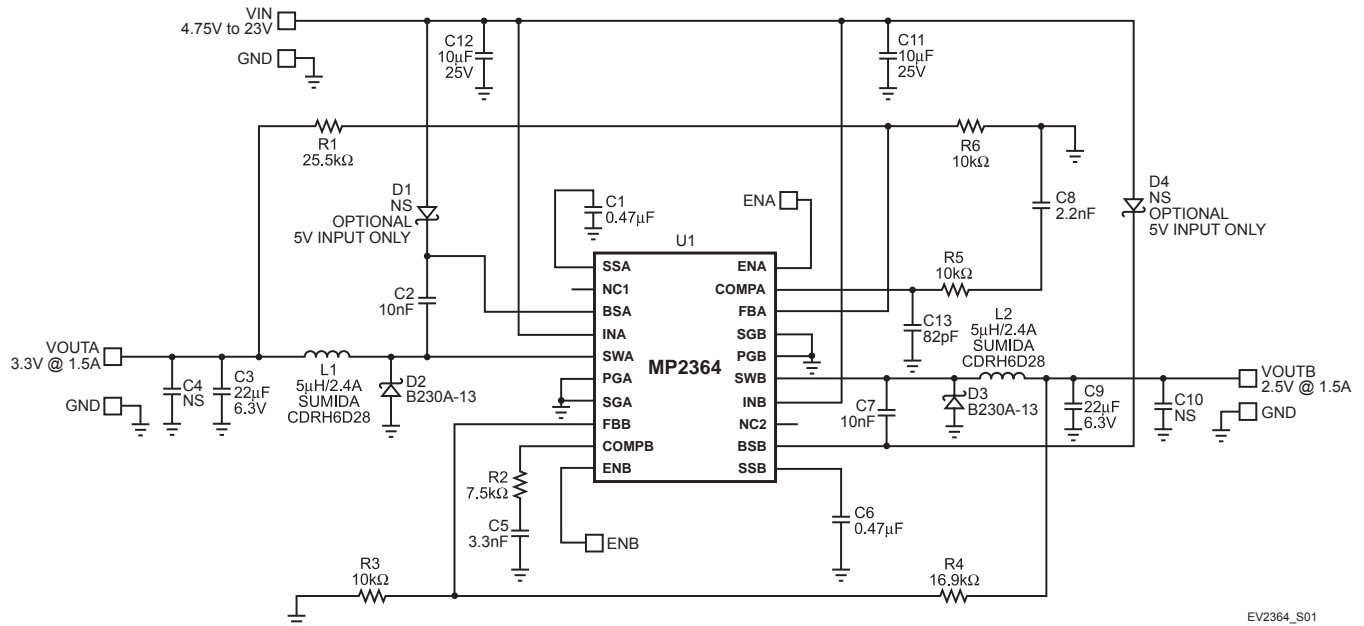 VIN
4.75V to 23V
GND
C12
10µF
25V
C11
10µF
25V
R1
25.5kΩ
R6
10kΩ
D1
NS
OPTIONAL
5V INPUT ONLY
C1
0.47µF
ENA
C8
2.2nF
D4
NS
OPTIONAL
5V INPUT ONLY
U1
MP2364
SSA
NC1
BSA
INA
SWA
PGA
SGA
FBB
COMPB
ENB
ENA
COMPA
FBA
SGB
PGB
SWB
INB
NC2
BSB
SSB
R5
10kΩ
C2
10nF
C13
82pF
L2
5µH/2.4A
SUMIDA
CDRH6D28
VOUTA
3.3V @ 1.5A
C4
NS
C3
22µF
6.3V
L1
5µH/2.4A
SUMIDA
CDRH6D28
D2
B230A-13
GND
C7
10nF
D3
B230A-13
C9
22µF
6.3V
C10
NS
VOUTB
2.5V @ 1.5A
GND
R2
7.5kΩ
C5
3.3nF
ENB
C6
0.47µF
R3
10kΩ
R4
16.9kΩ
EV2364_S01